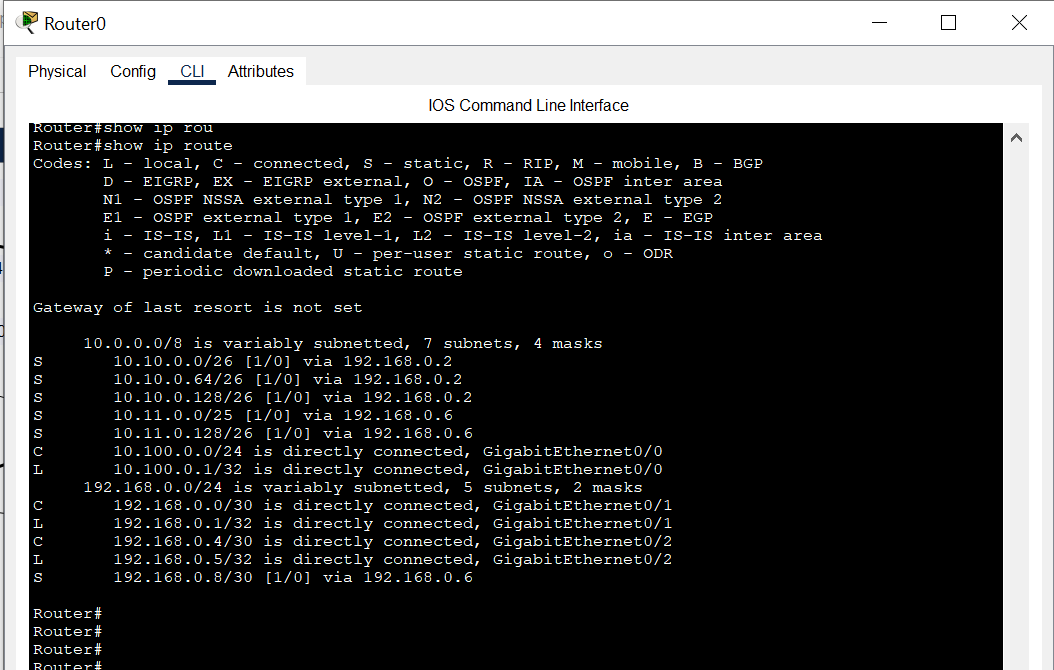 Router0
Physical Config CLI Attributes
IOS Command Line Interface
Router#show ip rou
Router#show ip route
Codes: L - local, C - connected, S - static, R - RIP, M - mobile, B - BGP
       D - EIGRP, EX - EIGRP external, O - OSPF, IA - OSPF inter area
       N1 - OSPF NSSA external type 1, N2 - OSPF NSSA external type 2
       E1 - OSPF external type 1, E2 - OSPF external type 2, E - EGP
       i - IS-IS, L1 - IS-IS level-1, L2 - IS-IS level-2, ia - IS-IS inter area
       * - candidate default, U - per-user static route, o - ODR
       P - periodic downloaded static route
Gateway of last resort is not set
     10.0.0.0/8 is variably subnetted, 7 subnets, 4 masks
S       10.10.0.0/26 [1/0] via 192.168.0.2
S       10.10.0.64/26 [1/0] via 192.168.0.2
S       10.10.0.128/26 [1/0] via 192.168.0.2
S       10.11.0.0/25 [1/0] via 192.168.0.6
S       10.11.0.128/26 [1/0] via 192.168.0.6
C       10.100.0.0/24 is directly connected, GigabitEthernet0/0
L       10.100.0.1/32 is directly connected, GigabitEthernet0/0
     192.168.0.0/24 is variably subnetted, 5 subnets, 2 masks
C       192.168.0.0/30 is directly connected, GigabitEthernet0/1
L       192.168.0.1/32 is directly connected, GigabitEthernet0/1
C       192.168.0.4/30 is directly connected, GigabitEthernet0/2
L       192.168.0.5/32 is directly connected, GigabitEthernet0/2
S       192.168.0.8/30 [1/0] via 192.168.0.6
Router#
Router#
Router#
Router#